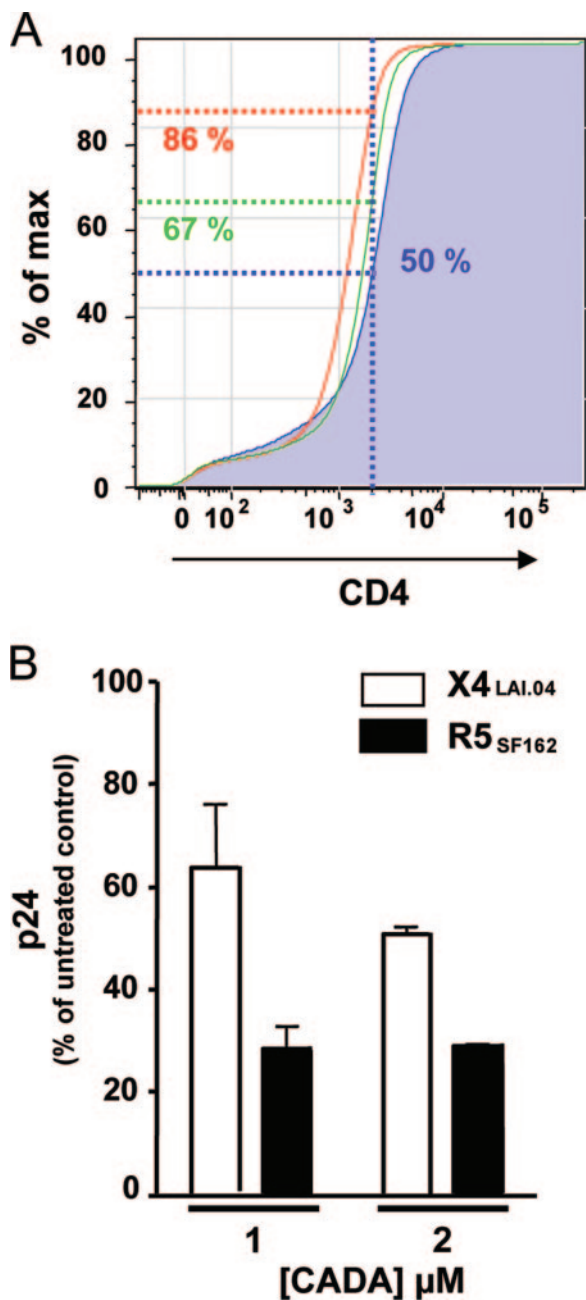 A
% of max
100
80
60
40
20
0
86 %
67 %
50 %
0 10² 10³ 10⁴ 10⁵
CD4
B
X4 LAI.04
R5 SF162
p24
(% of untreated control)
100
80
60
40
20
0
1 2
[CADA] µM